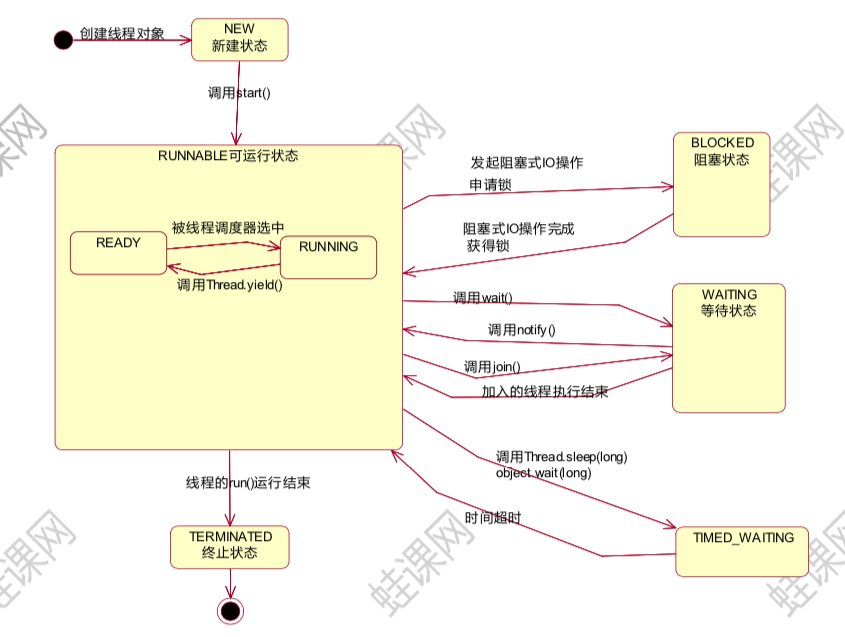 NEW
新建状态
创建线程对象
调用start()
RUNNABLE可运行状态
READY
被线程调度器选中
RUNNING
调用Thread.yield()
发起阻塞式IO操作
申请锁
BLOCKED
阻塞状态
阻塞式IO操作完成
获得锁
调用wait()
WAITING
等待状态
调用notify()
调用join()
加入的线程执行结束
调用Thread.sleep(long)
object.wait(long)
时间超时
TIMED_WAITING
线程的run()运行结束
TERMINATED
终止状态
课网
课网
蛙课网
蛙课网
蛙课网
蛙课网